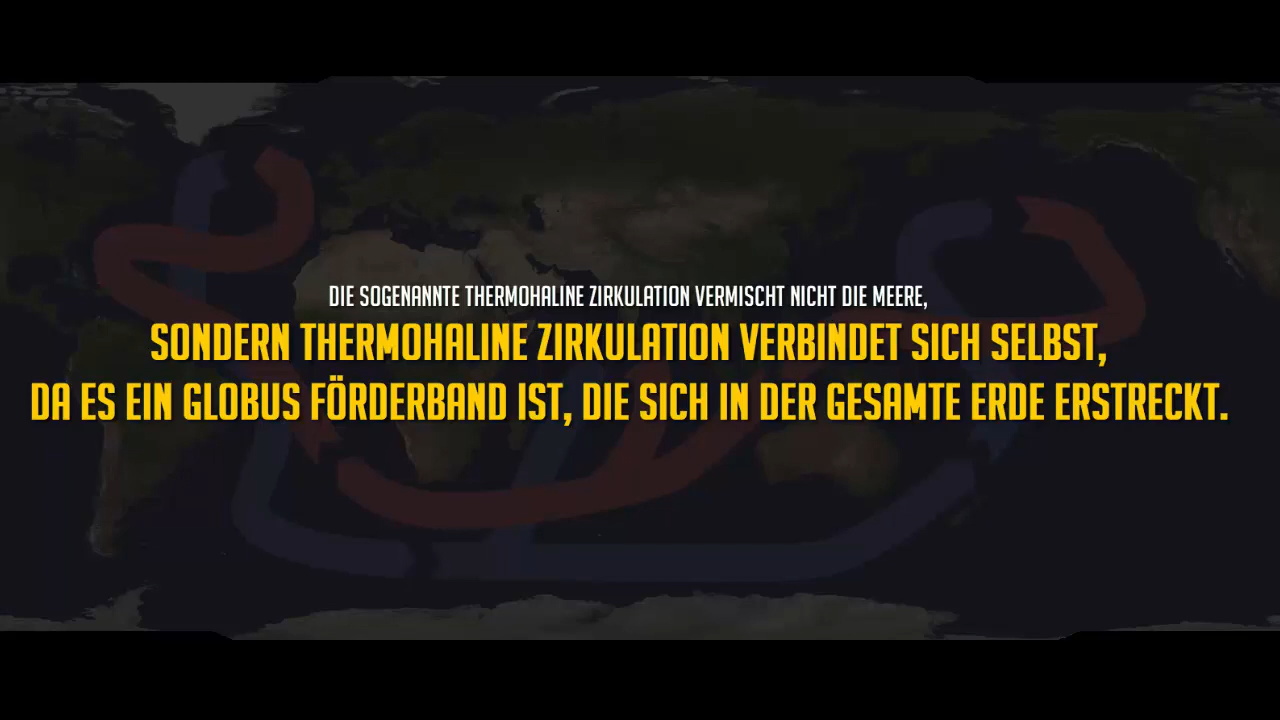 DIE SOGENANNTE THERMOHALINE ZIRKULATION VERMISCHT NICHT DIE MEERE,
SONDERN THERMOHALINE ZIRKULATION VERBINDET SICH SELBST,
DA ES EIN GLOBUS FÖRDERBAND IST, DIE SICH IN DER GESAMTE ERDE ERSTRECKT.